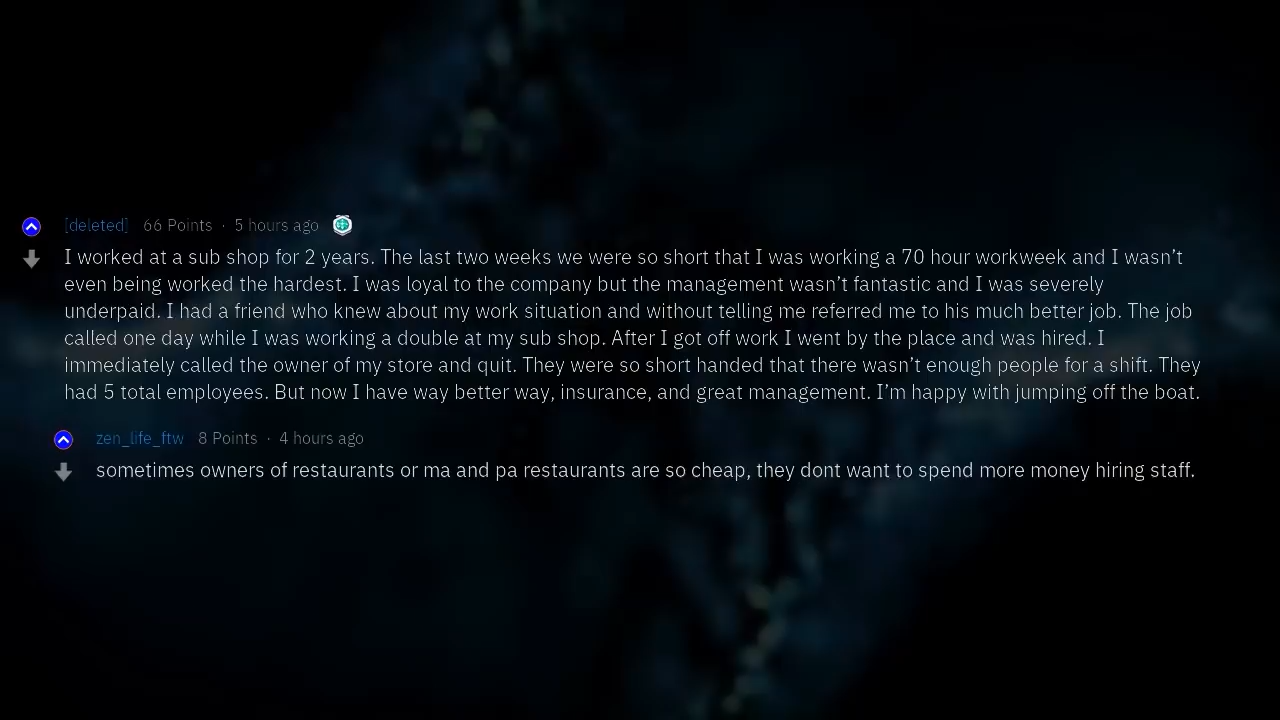 [deleted] 66 Points · 5 hours ago
I worked at a sub shop for 2 years. The last two weeks we were so short that I was working a 70 hour workweek and I wasn’t
even being worked the hardest. I was loyal to the company but the management wasn’t fantastic and I was severely
underpaid. I had a friend who knew about my work situation and without telling me referred me to his much better job. The job
called one day while I was working a double at my sub shop. After I got off work I went by the place and was hired. I
immediately called the owner of my store and quit. They were so short handed that there wasn’t enough people for a shift. They
had 5 total employees. But now I have way better way, insurance, and great management. I’m happy with jumping off the boat.
zen_life_ftw 8 Points · 4 hours ago
sometimes owners of restaurants or ma and pa restaurants are so cheap, they dont want to spend more money hiring staff.